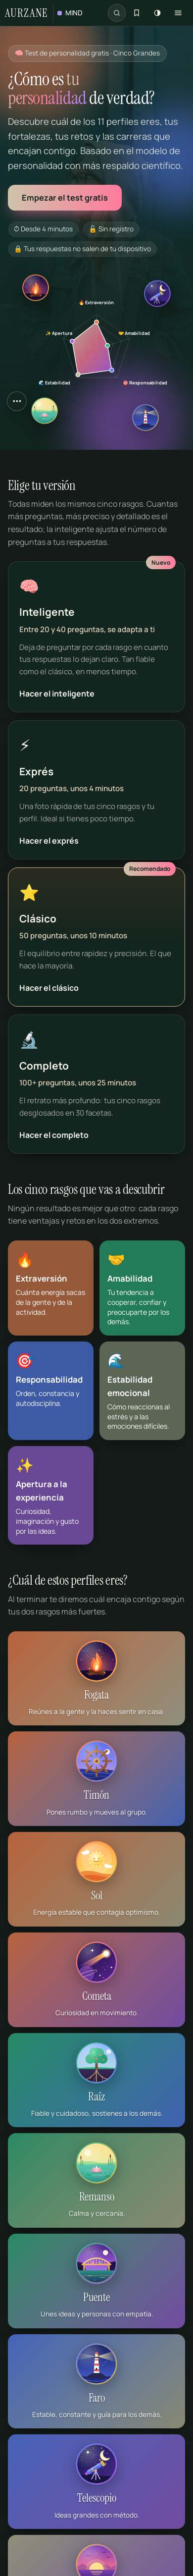 AURZANE MIND
🧠 Test de personalidad gratis · Cinco Grandes
¿Cómo es tu
personalidad de verdad?
Descubre cuál de los 11 perfiles eres, tus
fortalezas, tus retos y las carreras que
encajan contigo. Basado en el modelo de
personalidad con más respaldo científico.
Empezar el test gratis
⏱ Desde 4 minutos
🔓 Sin registro
🔒 Tus respuestas no salen de tu dispositivo
🔥 Extraversión
✨ Apertura
🤝 Amabilidad
🌊 Estabilidad
🎯 Responsabilidad
Elige tu versión
Todas miden los mismos cinco rasgos. Cuantas
más preguntas, más preciso y detallado es el
resultado; la inteligente ajusta el número de
preguntas a tus respuestas.
Nuevo
Inteligente
Entre 20 y 40 preguntas, se adapta a ti
Deja de preguntar por cada rasgo en cuanto
tus respuestas lo dejan claro. Tan fiable
como el clásico, en menos tiempo.
Hacer el inteligente
Exprés
20 preguntas, unos 4 minutos
Una foto rápida de tus cinco rasgos y tu
perfil. Ideal si tienes poco tiempo.
Hacer el exprés
Recomendado
Clásico
50 preguntas, unos 10 minutos
El equilibrio entre rapidez y precisión. El que
hace la mayoría.
Hacer el clásico
Completo
100+ preguntas, unos 25 minutos
El retrato más profundo: tus cinco rasgos
desglosados en 30 facetas.
Hacer el completo
Los cinco rasgos que vas a descubrir
Ningún resultado es mejor que otro: cada rasgo
tiene ventajas y retos en los dos extremos.
Extraversión
Cuánta energía sacas
de la gente y de la
actividad.
Amabilidad
Tu tendencia a
cooperar, confiar y
preocuparte por los
demás.
Responsabilidad
Orden, constancia y
autodisciplina.
Estabilidad
emocional
Cómo reaccionas al
estrés y a las
emociones difíciles.
Apertura a la
experiencia
Curiosidad,
imaginación y gusto
por las ideas.
¿Cuál de estos perfiles eres?
Al terminar te diremos cuál encaja contigo según
tus dos rasgos más fuertes.
Fogata
Reúnes a la gente y la haces sentir en casa.
Timón
Pones rumbo y mueves al grupo.
Sol
Energía estable que contagia optimismo.
Cometa
Curiosidad en movimiento.
Raíz
Fiable y cuidadoso, sostienes a los demás.
Remanso
Calma y cercanía.
Puente
Unes ideas y personas con empatía.
Faro
Estable, constante y guía para los demás.
Telescopio
Ideas grandes con método.